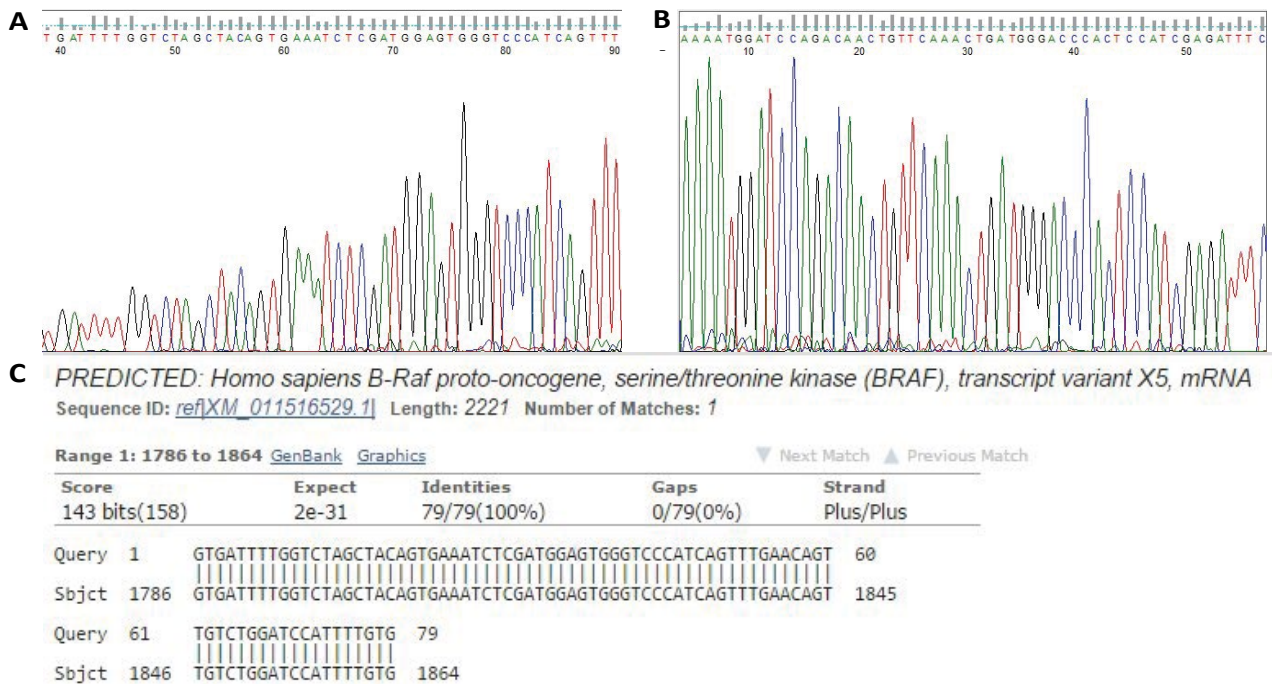 A
TGATTTTGGTCTAGCTACAGTGAAATCTCGATGGAGTGGGTCCCATCAGTTT
40 50 60 70 80 90
B
AAAATGGATCCAGACAACTGTTCAAACTGATGGGACCCACTCCATCGAGATTTC
10 20 30 40 50
C
PREDICTED: Homo sapiens B-Raf proto-oncogene, serine/threonine kinase (BRAF), transcript variant X5, mRNA
Sequence ID: ref|XM_011516529.1| Length: 2221 Number of Matches: 1
Range 1: 1786 to 1864 GenBank Graphics ▼ Next Match ▲ Previous Match
Score Expect Identities Gaps Strand
143 bits(158) 2e-31 79/79(100%) 0/79(0%) Plus/Plus
Query 1 GTGATTTTGGTCTAGCTACAGTGAAATCTCGATGGAGTGGGTCCCATCAGTTTGAACAGT 60
Sbjct 1786 GTGATTTTGGTCTAGCTACAGTGAAATCTCGATGGAGTGGGTCCCATCAGTTTGAACAGT 1845
Query 61 TGTCTGGATCCATTTTGTG 79
Sbjct 1846 TGTCTGGATCCATTTTGTG 1864